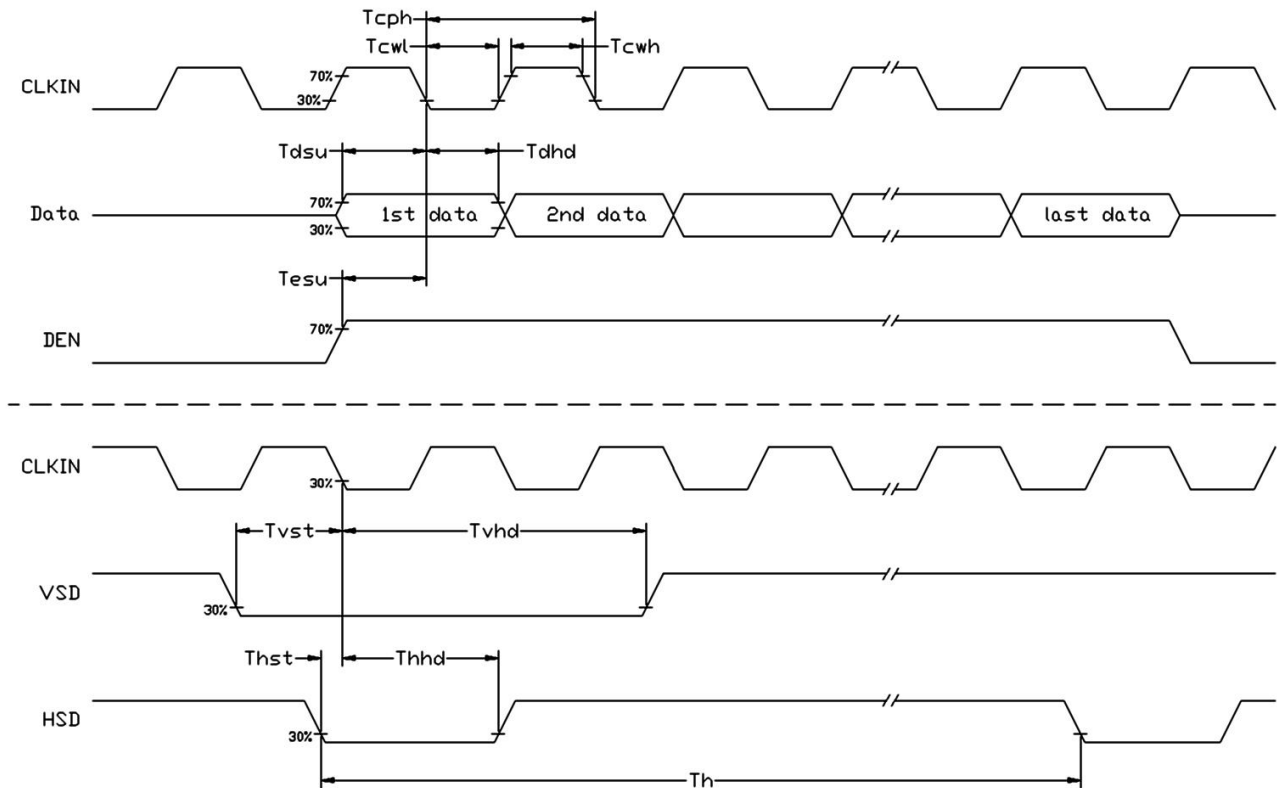 Tcph
Tcwl Tcwh
CLKIN 70%
30%
Tdsu Tdhd
Data 70% 1st data 2nd data last data
30%
Tesu
DEN 70%
CLKIN 30%
Tvst Tvhd
VSD 30%
Thst Thhd
HSD 30%
Th